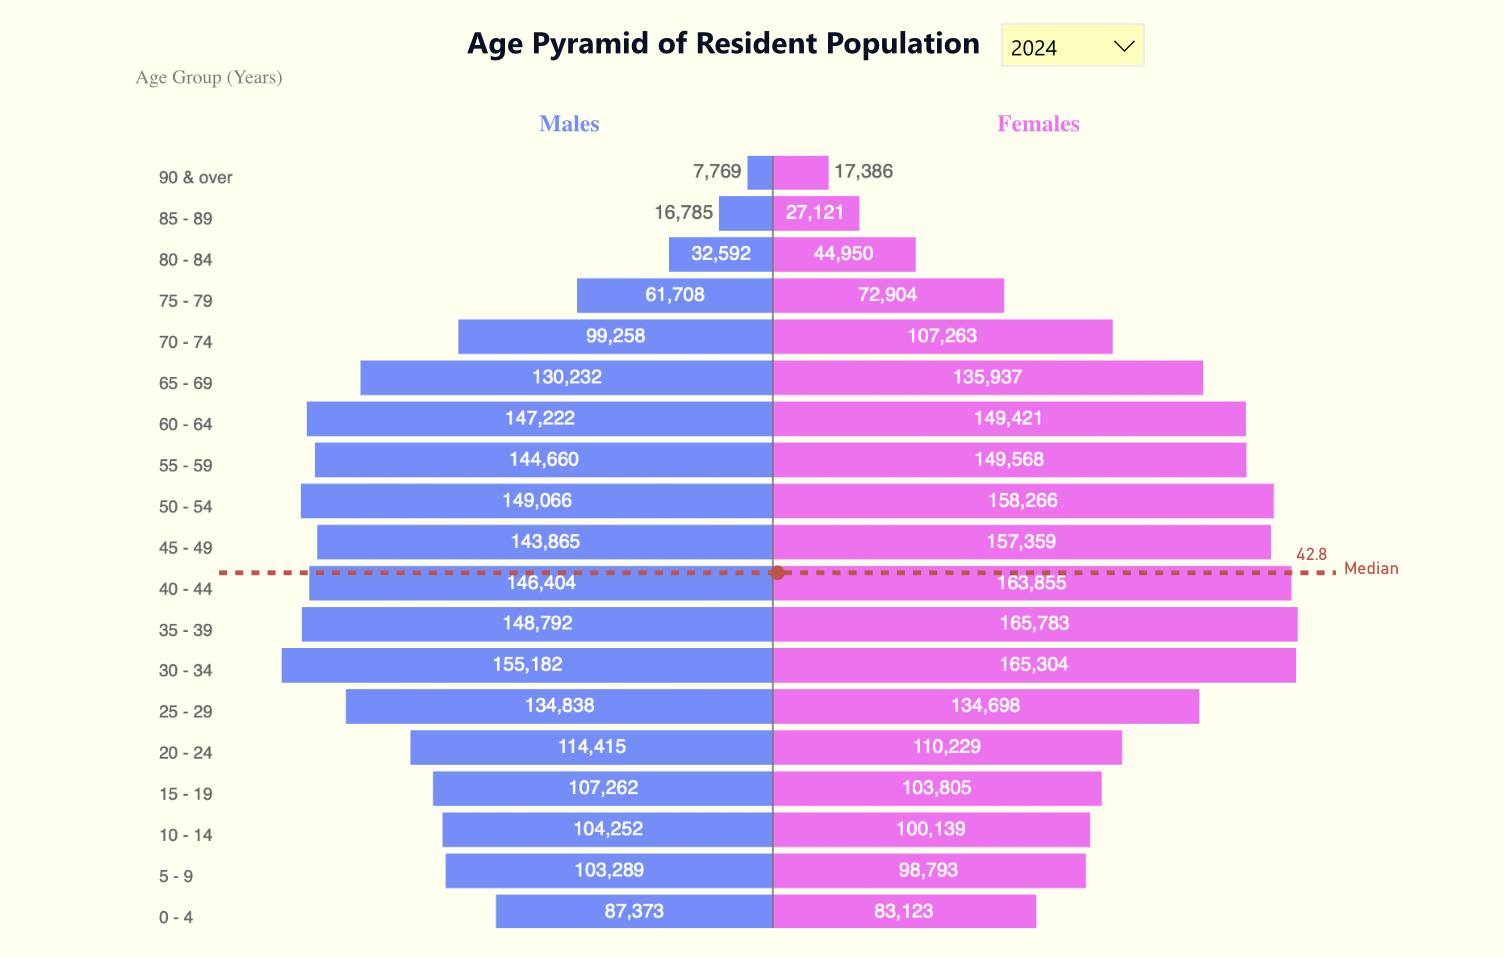 Age Pyramid of Resident Population 2024
Age Group (Years)
Males Females
90 & over 7,769 17,386
85 - 89 16,785 27,121
80 - 84 32,592 44,950
75 - 79 61,708 72,904
70 - 74 99,258 107,263
65 - 69 130,232 135,937
60 - 64 147,222 149,421
55 - 59 144,660 149,568
50 - 54 149,066 158,266
45 - 49 143,865 157,359
42.8
Median
40 - 44 146,404 163,855
35 - 39 148,792 165,783
30 - 34 155,182 165,304
25 - 29 134,838 134,698
20 - 24 114,415 110,229
15 - 19 107,262 103,805
10 - 14 104,252 100,139
5 - 9 103,289 98,793
0 - 4 87,373 83,123